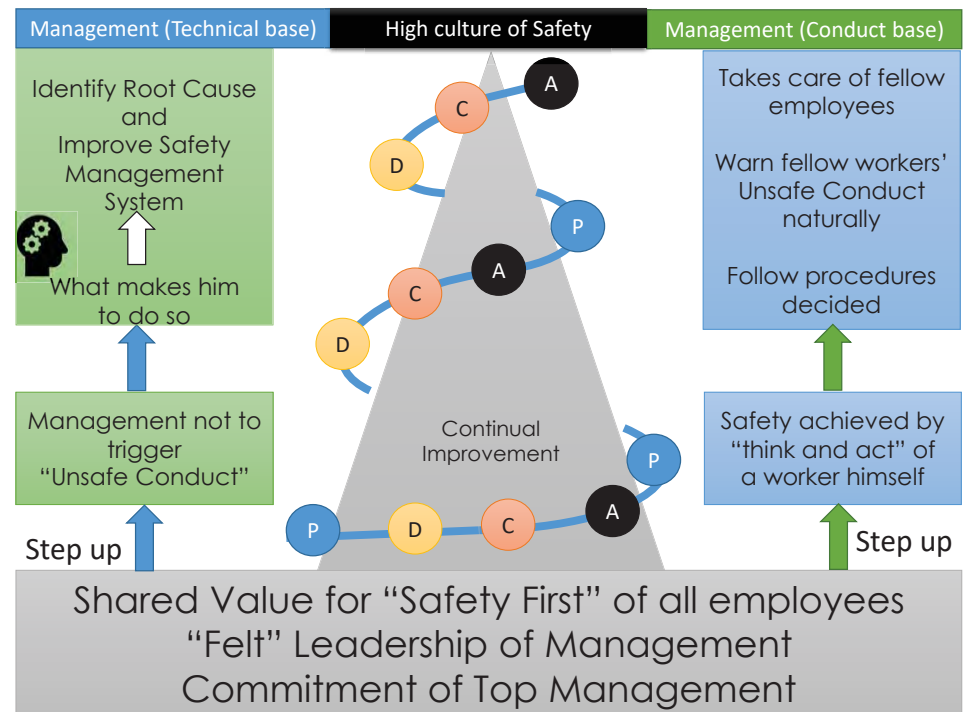 Management (Technical base)
High culture of Safety
Management (Conduct base)
Identify Root Cause
and
Improve Safety
Management
System
What makes him
to do so
Management not to
trigger
“Unsafe Conduct”
Step up
A
C
D
P
A
C
D
Continual
Improvement
P
A
C
D
P
Takes care of fellow
employees
Warn fellow workers’
Unsafe Conduct
naturally
Follow procedures
decided
Safety achieved by
“think and act” of
a worker himself
Step up
Shared Value for “Safety First” of all employees
“Felt” Leadership of Management
Commitment of Top Management